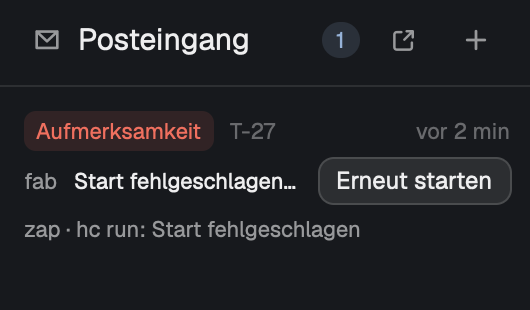 Posteingang 1
Aufmerksamkeit T-27 vor 2 min
fab Start fehlgeschlagen… Erneut starten
zap · hc run: Start fehlgeschlagen